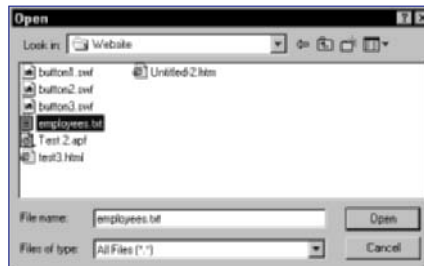 Open
Look in: Website
button1.swf
button2.swf
button3.swf
employees.txt
Test 2.apf
test3.html
Untitled-2.htm
File name: employees.txt Open
Files of type: All Files (*.*) Cancel